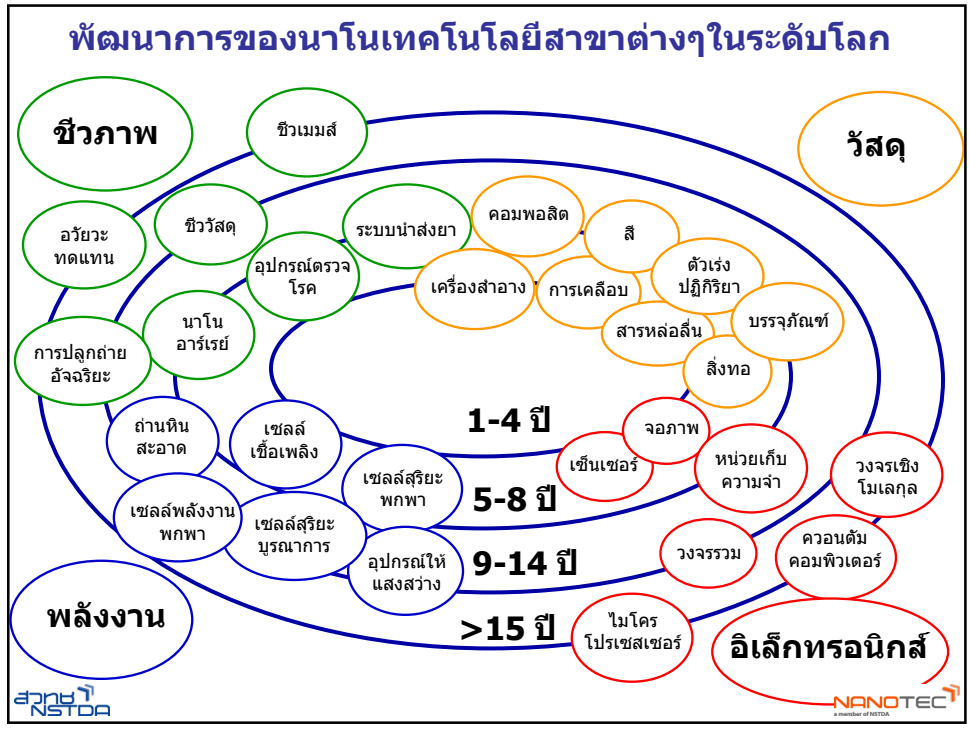 พัฒนาการของนาโนเทคโนโลยีสาขาต่างๆในระดับโลก
ชีวภาพ
ชีวเมมส์
วัสดุ
อวัยวะ
ทดแทน
ชีววัสดุ
ระบบนำส่งยา
คอมพอสิต
สี
อุปกรณ์ตรวจ
โรค
เครื่องสำอาง
การเคลือบ
ตัวเร่ง
ปฏิกิริยา
นาโน
อาร์เรย์
สารหล่อลื่น
บรรจุภัณฑ์
การปลูกถ่าย
อัจฉริยะ
สิ่งทอ
1-4 ปี
ถ่านหิน
สะอาด
เซลล์
เชื้อเพลิง
จอภาพ
เซ็นเซอร์
หน่วยเก็บ
ความจำ
วงจรเชิง
โมเลกุล
เซลล์สุริยะ
พกพา
5-8 ปี
เซลล์พลังงาน
พกพา
เซลล์สุริยะ
บูรณาการ
อุปกรณ์ให้
แสงสว่าง
9-14 ปี
วงจรรวม
ควอนตัม
คอมพิวเตอร์
พลังงาน
>15 ปี
ไมโคร
โปรเซสเซอร์
อิเล็กทรอนิกส์
สวทช
NSTDA
NANOTEC
a member of NSTDA